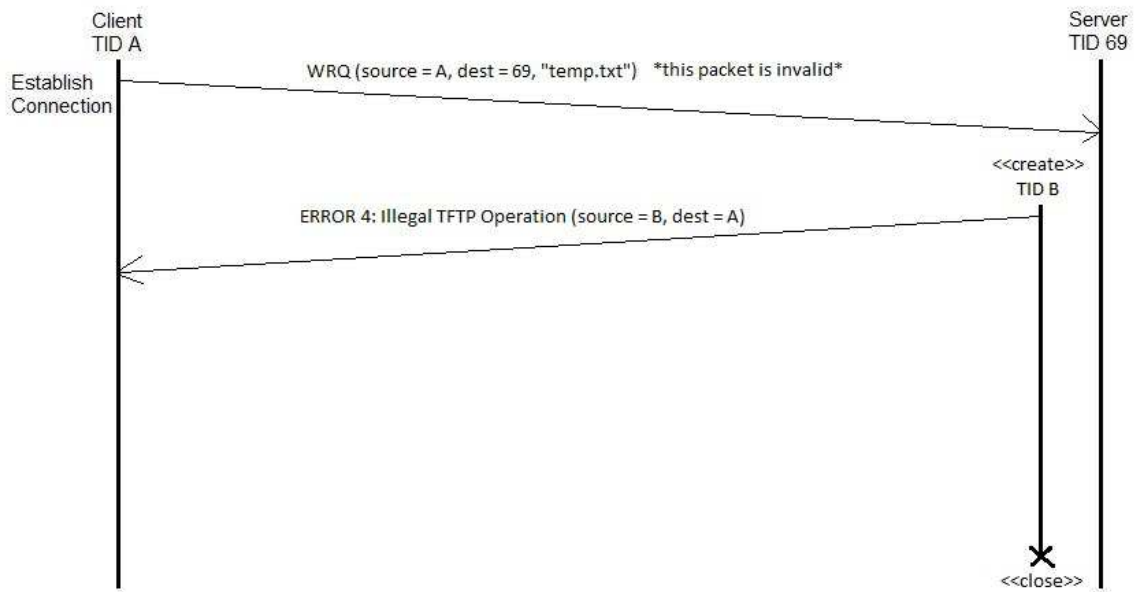 Client
TID A
Server
TID 69
WRQ (source = A, dest = 69, "temp.txt") *this packet is invalid*
Establish
Connection
<<create>>
TID B
ERROR 4: Illegal TFTP Operation (source = B, dest = A)
<<close>>